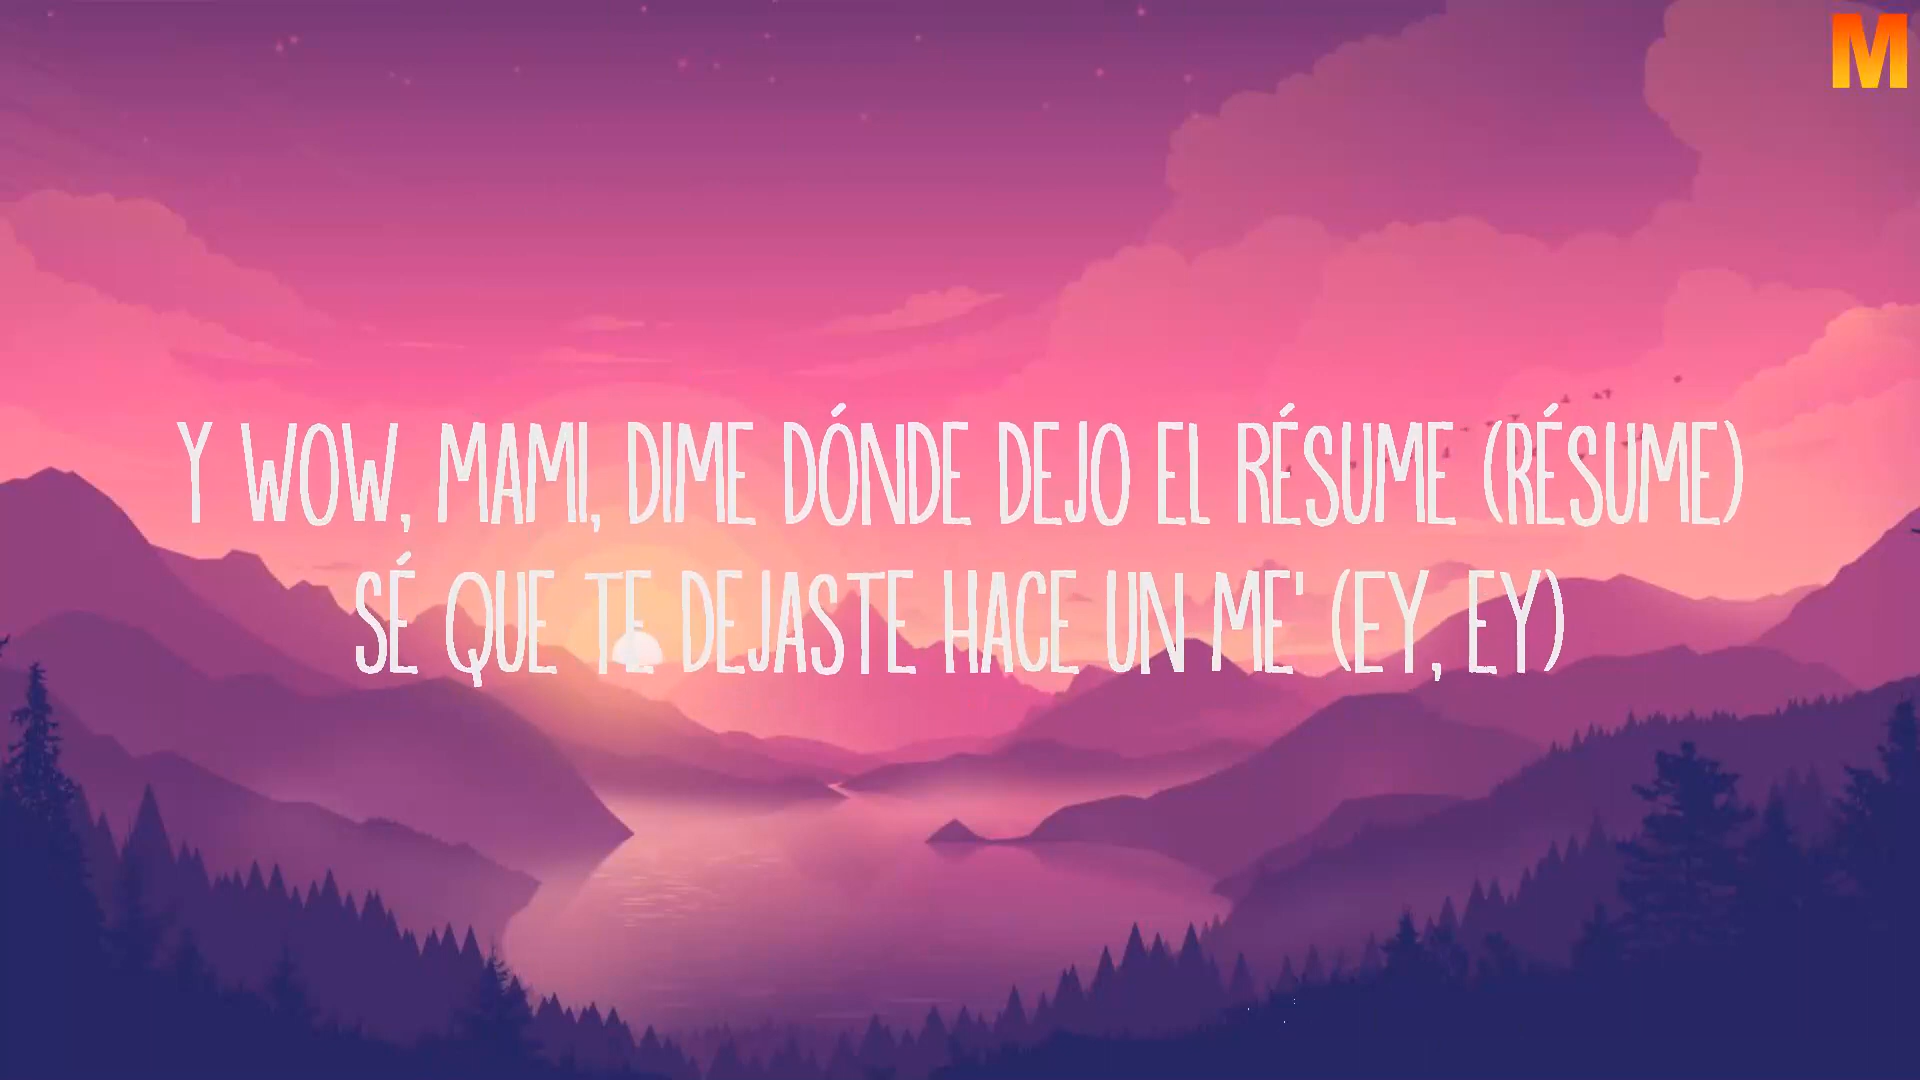 M
Y WOW, MAMI, DIME DÓNDE DEJO EL RÉSUME (RÉSUME)
SÉ QUE TE DEJASTE HACE UN ME' (EY, EY)